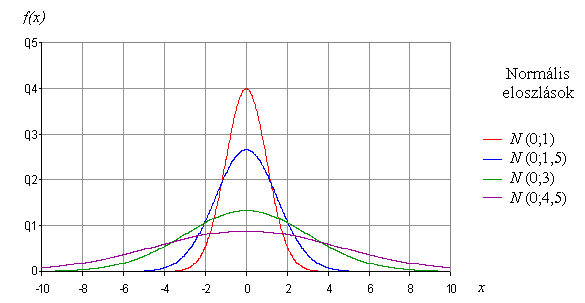 f(x)
Q5
Q4
Q3
Q2
Q1
0
-10 -8 -6 -4 -2 0 2 4 6 8 10 x
Normális
eloszlások
N (0;1)
N (0;1,5)
N (0;3)
N (0;4,5)